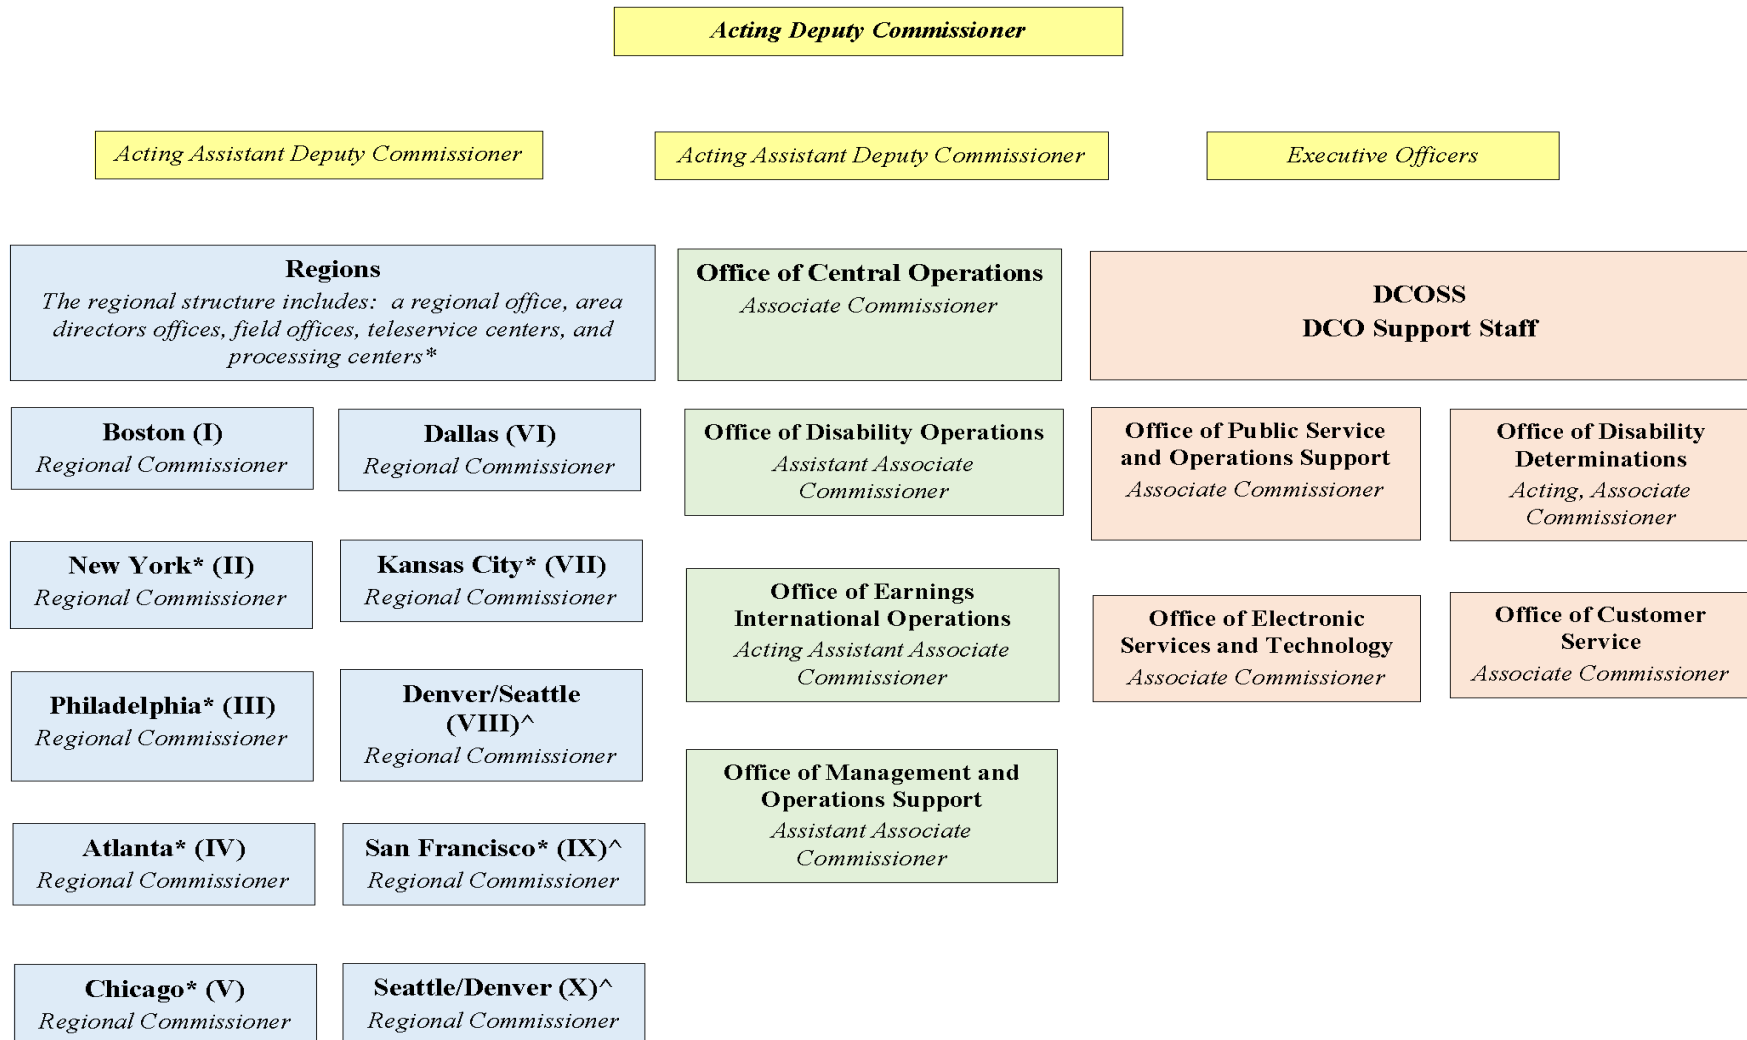 Acting Deputy Commissioner
Acting Assistant Deputy Commissioner
Acting Assistant Deputy Commissioner
Executive Officers
Regions
The regional structure includes:  a regional office, area
directors offices, field offices, teleservice centers, and
processing centers*
Office of Central Operations
Associate Commissioner
DCOSS
DCO Support Staff
Boston (I)
Regional Commissioner
Dallas (VI)
Regional Commissioner
Office of Disability Operations
Assistant Associate
Commissioner
Office of Public Service
and Operations Support
Associate Commissioner
Office of Disability
Determinations
Acting, Associate
Commissioner
New York* (II)
Regional Commissioner
Kansas City* (VII)
Regional Commissioner
Office of Earnings
International Operations
Acting Assistant Associate
Commissioner
Office of Electronic
Services and Technology
Associate Commissioner
Office of Customer
Service
Associate Commissioner
Philadelphia* (III)
Regional Commissioner
Denver/Seattle
(VIII)^
Regional Commissioner
Office of Management and
Operations Support
Assistant Associate
Commissioner
Atlanta* (IV)
Regional Commissioner
San Francisco* (IX)^
Regional Commissioner
Chicago* (V)
Regional Commissioner
Seattle/Denver (X)^
Regional Commissioner